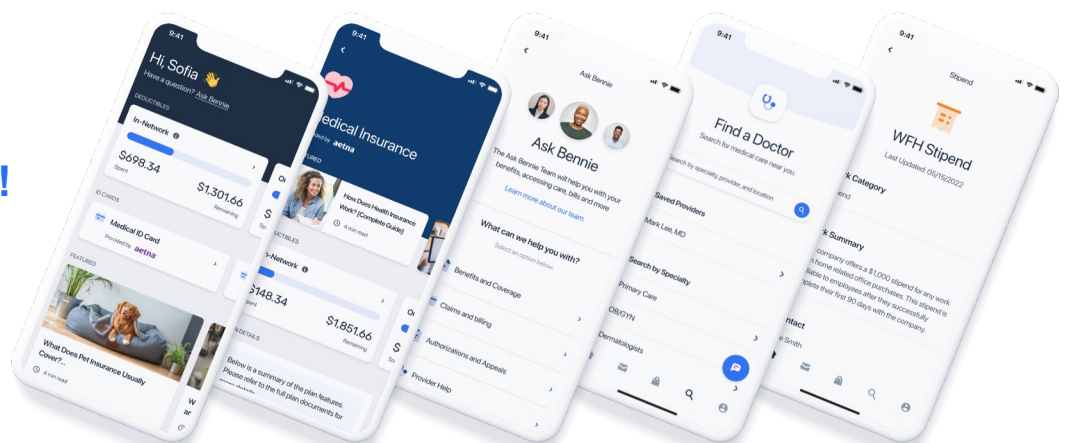 !
9:41
Hi, Sofia 👋
Have a question? Ask Bennie
DEDUCTIBLES
In-Network
$698.34
Spent
$1,301.66
Remaining
ID CARDS
Medical ID Card
Provided by aetna
FEATURED
What Does Pet Insurance Usually
Cover?...
4 min read
9:41
Insurance
by aetna
How Does Health Insurance
Work? [Complete Guide]
4 min read
$148.34
$1,851.66
Remaining
DETAILS
Below is a summary of the plan features.
Please refer to the full plan documents for
9:41
Ask Bennie
Ask Bennie
The Ask Bennie Team will help you with your
benefits, accessing care, bills and more
Learn more about our team.
What can we help you with?
Select an option below:
Benefits and Coverage
Claims and billing
Authorizations and Appeals
Provider Help
9:41
Find a Doctor
Search for medical care near you.
by specialty, provider, and location
Saved Providers
Mark Lee, MD
Search by Specialty
Primary Care
OB/GYN
Dermatologists
9:41
Stipend
WFH Stipend
Last Updated: 05/15/2022
Category
Summary
company offers a $1,000 stipend for any work
home related office purchases. This stipend is
to employees after they successfully
their first 90 days with the company.
Smith